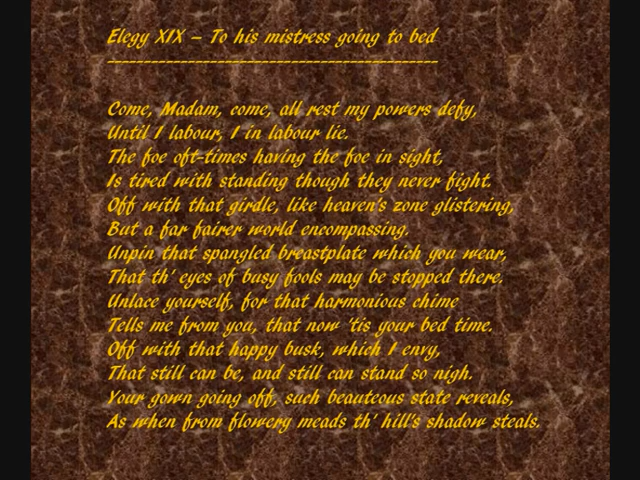 Elegy XIX – To his mistress going to bed
----------------------------------------------
Come, Madam, come, all rest my powers defy,
Until I labour, I in labour lie.
The foe oft-times having the foe in sight,
Is tired with standing though they never fight.
Off with that girdle, like heaven's zone glistering,
But a far fairer world encompassing.
Unpin that spangled breastplate which you wear,
That th' eyes of busy fools may be stopped there.
Unlace yourself, for that harmonious chime
Tells me from you, that now 'tis your bed time.
Off with that happy busk, which I envy,
That still can be, and still can stand so nigh.
Your gown going off, such beauteous state reveals,
As when from flowery meads th' hill's shadow steals.